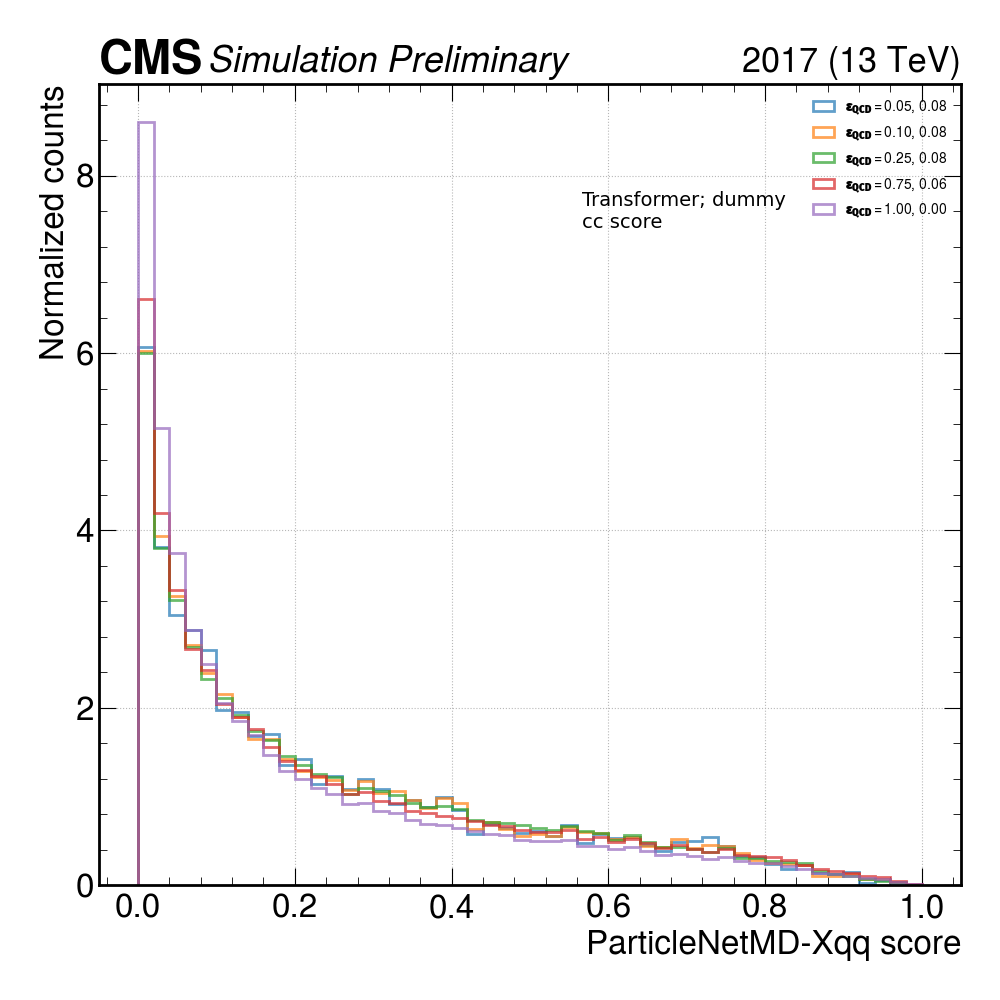 CMS Simulation Preliminary 2017 (13 TeV)
Normalized counts
εQCD = 0.05, 0.08
εQCD = 0.10, 0.08
εQCD = 0.25, 0.08
εQCD = 0.75, 0.06
εQCD = 1.00, 0.00
Transformer; dummy
cc score
8
6
4
2
0
0.0 0.2 0.4 0.6 0.8 1.0
ParticleNetMD-Xqq score